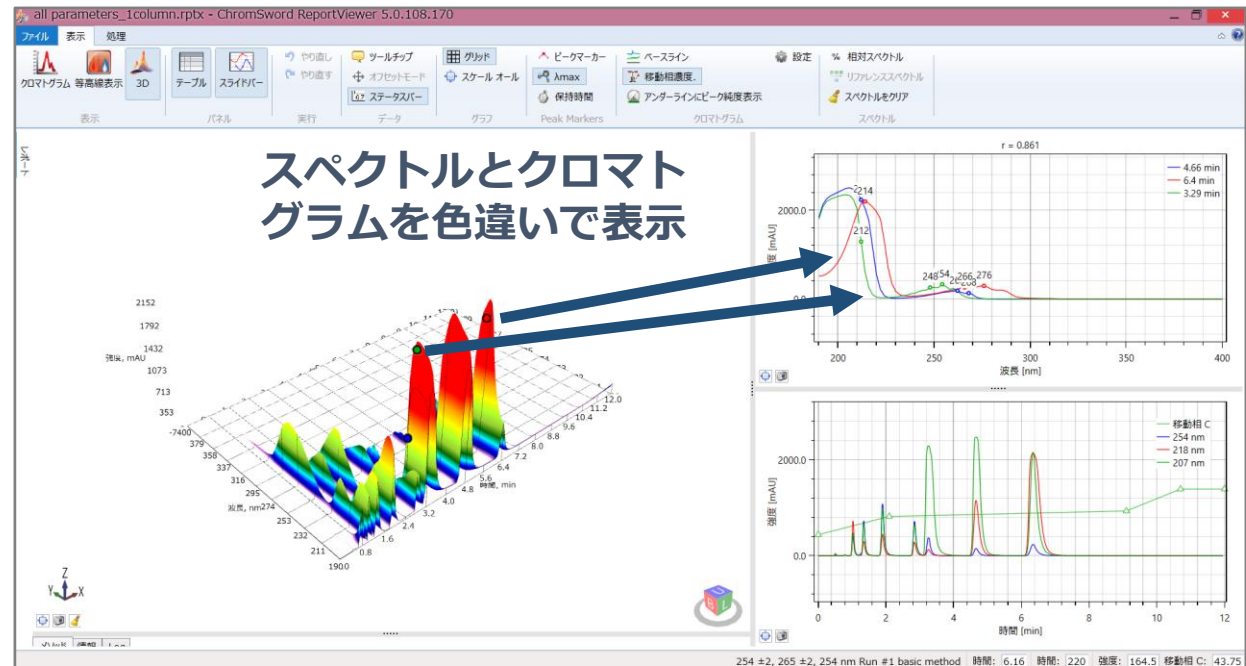 all parameters_1column.rptx - ChromSword ReportViewer 5.0.108.170
ファイル 表示 処理
クロマトグラム 等高線表示 3D
テーブル スライドバー
やり直し
やり直す
ツールチップ
オフセットモード
ステータスバー
グリッド
スケール オール
ピークマーカー
λmax
保持時間
ベースライン
移動相濃度.
アンダーラインにピーク純度表示
設定
相対スペクトル
リファレンススペクトル
スペクトルをクリア
表示 パネル 実行 データ グラフ Peak Markers クロマトグラム スペクトル
レポート
スペクトルとクロマト
グラムを色違いで表示
2152
1792
1432
強度, mAU
1073
713
353
-7400
379
358
337
316
295
波長, nm274
253
232
211
190.0
0.8
1.6
2.4
3.2
4.0
4.8
5.6
時間, min
6.4
7.2
8.0
8.8
9.6
10.4
11.2
12.0
Z
Y X
U
B L
r = 0.861
4.66 min
6.4 min
3.29 min
214
212
248 54 266 276
2000.0
0.0
度 [mAU]
200 250 300 350 400
波長 [nm]
移動相 C
254 nm
218 nm
207 nm
2000.0
0.0
強度 [mAU]
0 2 4 6 8 10 12
時間 [min]
情報 Log
254 ±2, 265 ±2, 254 nm Run #1 basic method 時間: 6.16 時間: 220 強度: 164.5 移動相 C: 43.75